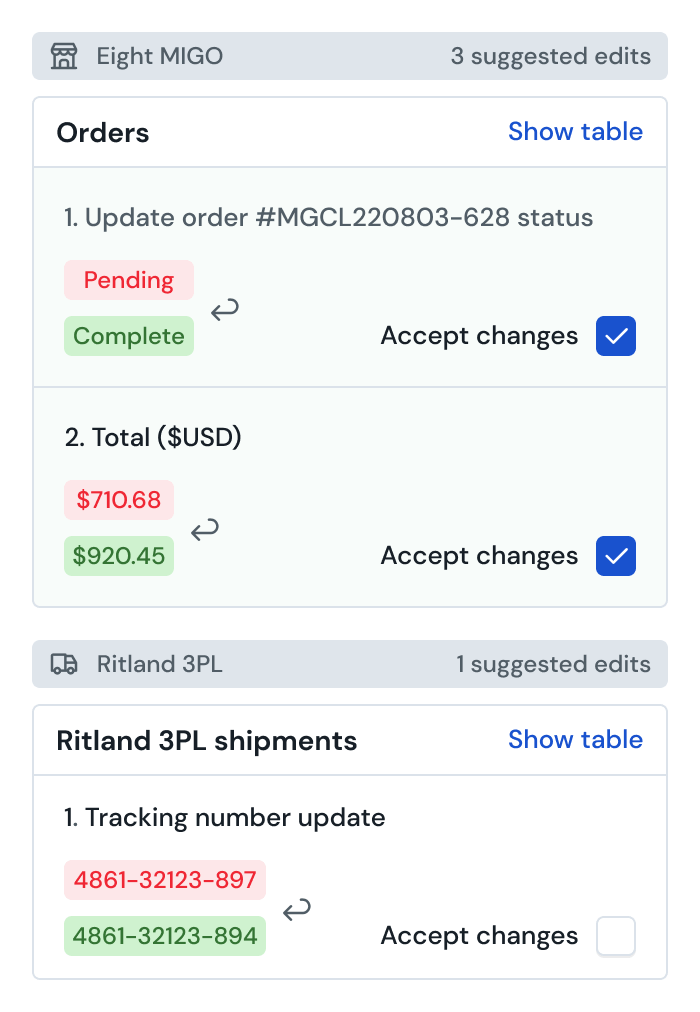 Eight MIGO 3 suggested edits
Orders Show table
1. Update order #MGCL220803-628 status
Pending
Complete
Accept changes
2. Total ($USD)
$710.68
$920.45
Accept changes
Ritland 3PL 1 suggested edits
Ritland 3PL shipments Show table
1. Tracking number update
4861-32123-897
4861-32123-894
Accept changes